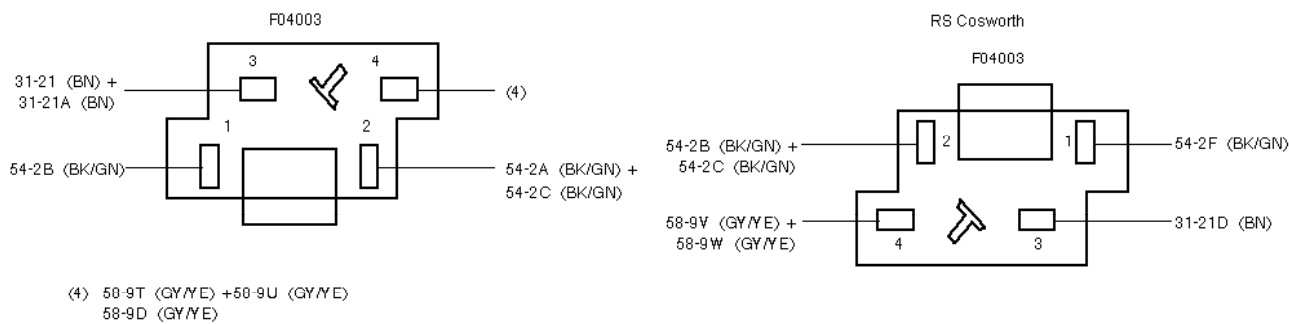 F04003
3
4
31-21 (BN) +
31-21A (BN)
(4)
1
2
54-2B (BK/GN)
54-2A (BK/GN) +
54-2C (BK/GN)
(4) 58-9T (GY/YE) +58-9U (GY/YE)
58-9D (GY/YE)
RS Cosworth
F04003
54-2B (BK/GN) +
54-2C (BK/GN)
2
1
54-2F (BK/GN)
58-9V (GY/YE) +
58-9W (GY/YE)
4
3
31-21D (BN)